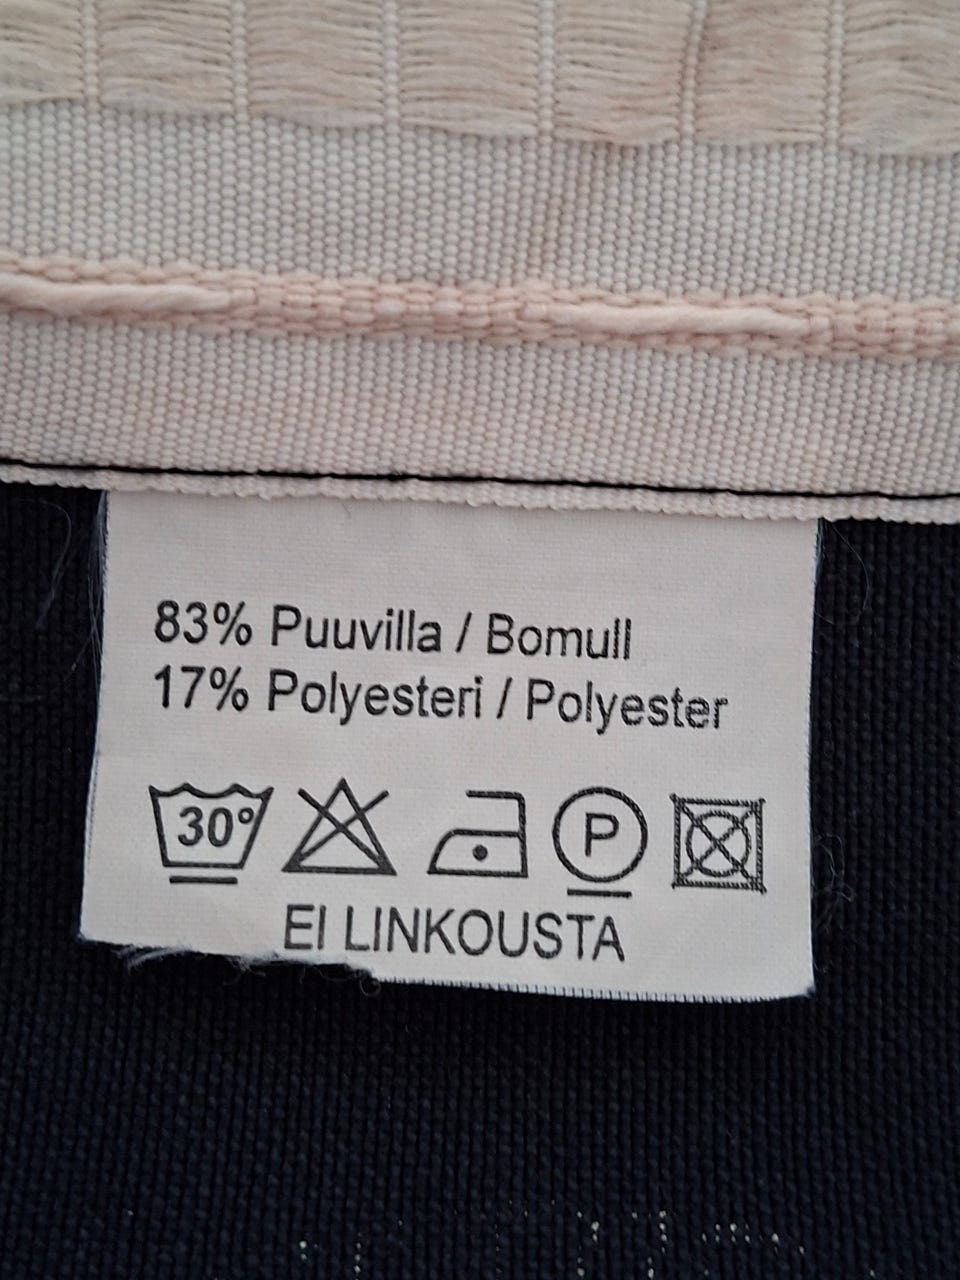 83% Puuvilla / Bomull
17% Polyesteri / Polyester
30° P
EI LINKOUSTA